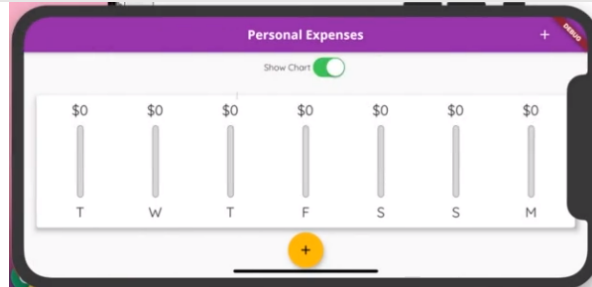 Personal Expenses +
DEBUG
Show Chart
$0 $0 $0 $0 $0 $0 $0
T W T F S S M
+